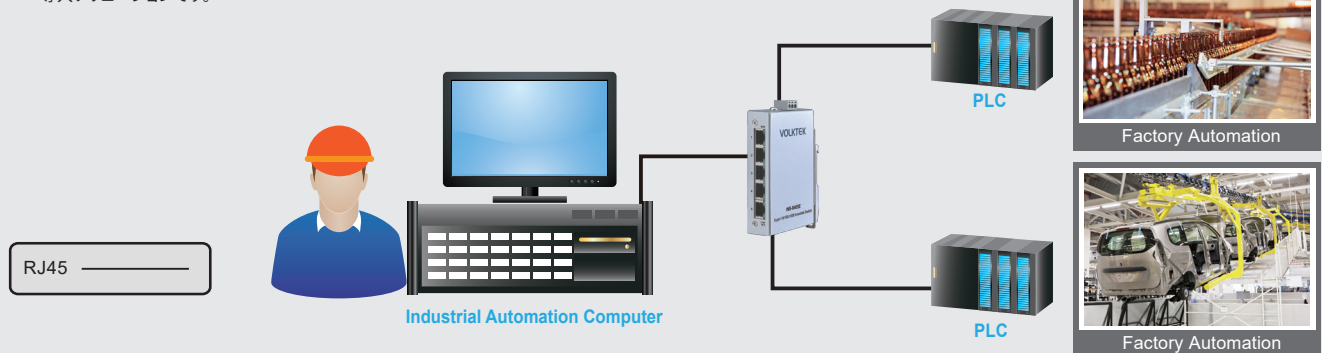 PLC
Factory Automation
VOLKTEK
RJ45
Industrial Automation Computer
PLC
Factory Automation